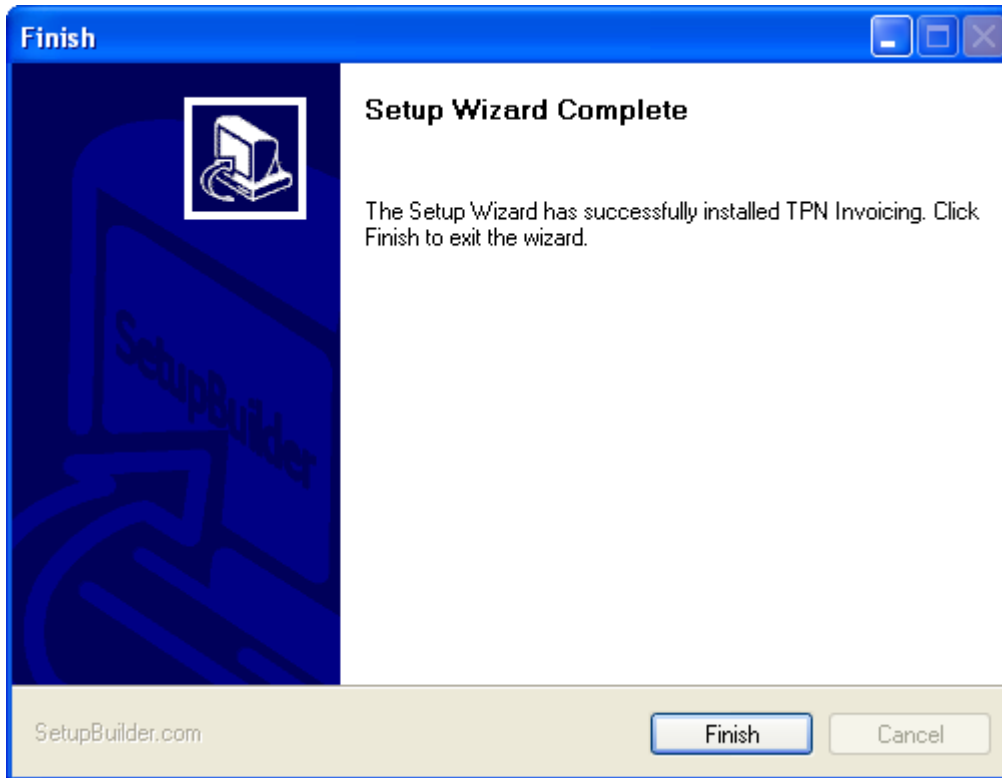 Finish
Setup Wizard Complete
The Setup Wizard has successfully installed TPN Invoicing. Click
Finish to exit the wizard.
SetupBuilder
SetupBuilder.com
Finish
Cancel